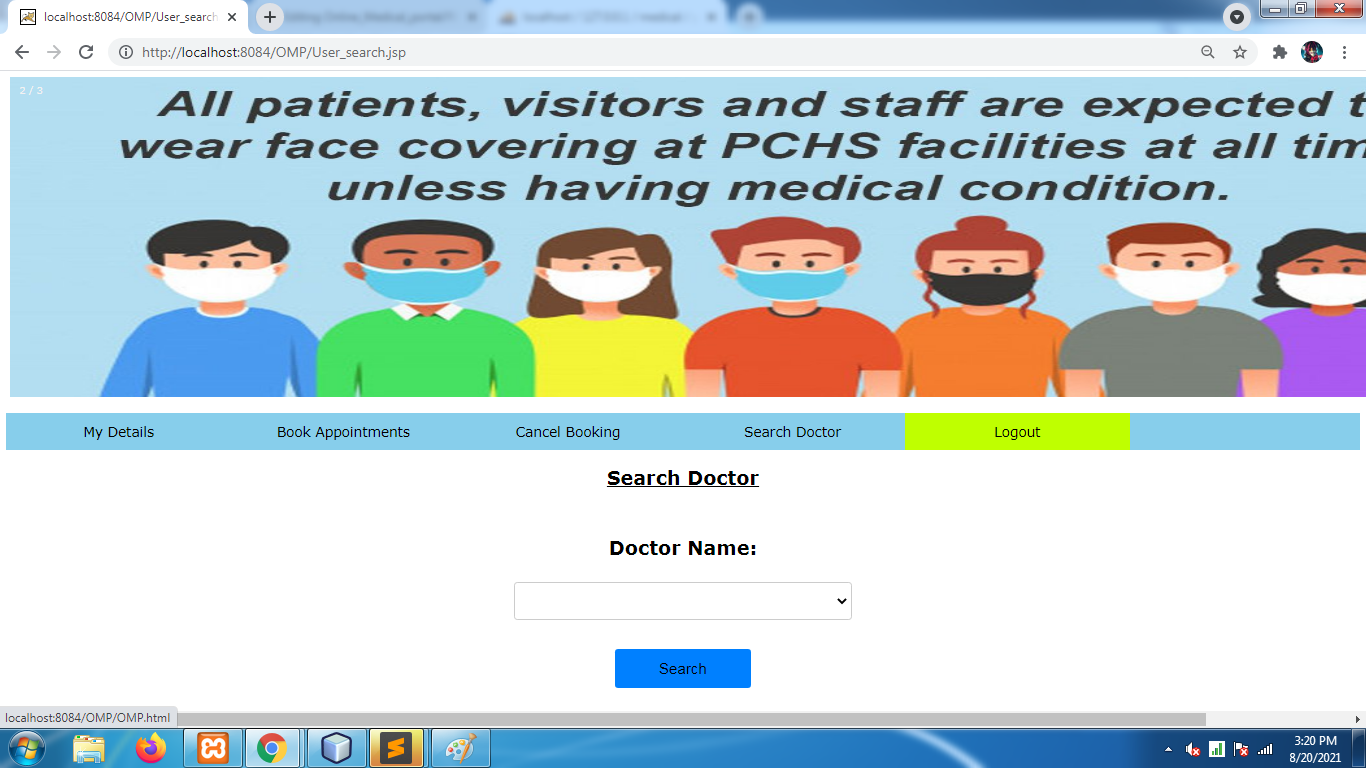 localhost:8084/OMP/User_search
http://localhost:8084/OMP/User_search.jsp
2 / 3
All patients, visitors and staff are expected t
wear face covering at PCHS facilities at all tim
unless having medical condition.
My Details Book Appointments Cancel Booking Search Doctor Logout
Search Doctor
Doctor Name:
Search
localhost:8084/OMP/OMP.html
3:20 PM
8/20/2021